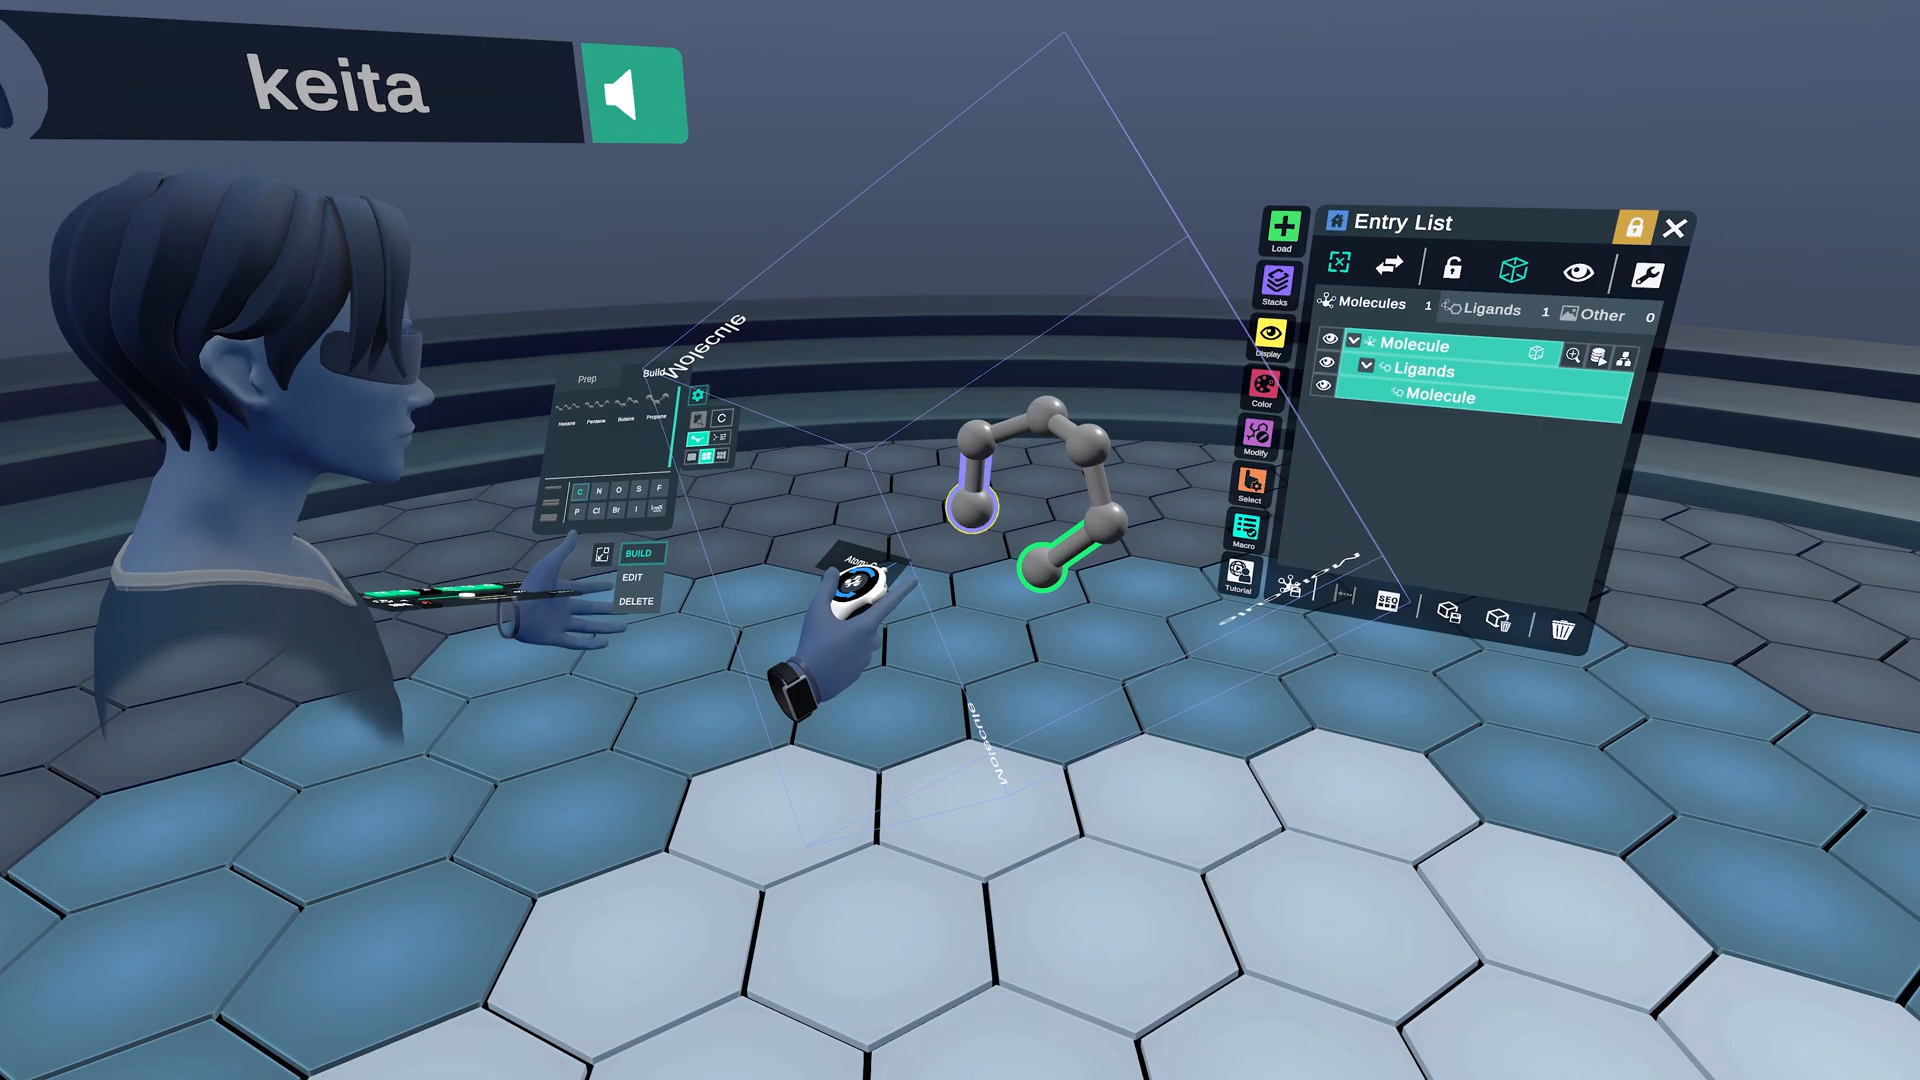 keita
Entry List
Load
Molecules 1
Ligands 1
Other 0
Stacks
Molecule
Display
Molecule
Ligands
Molecule
Prep
Build
Hexane
Pentane
Butane
Propane
Color
Modify
Select
C N O S F
P Cl Br I
Macro
BUILD
EDIT
DELETE
Tutorial
SEQ
Molecule